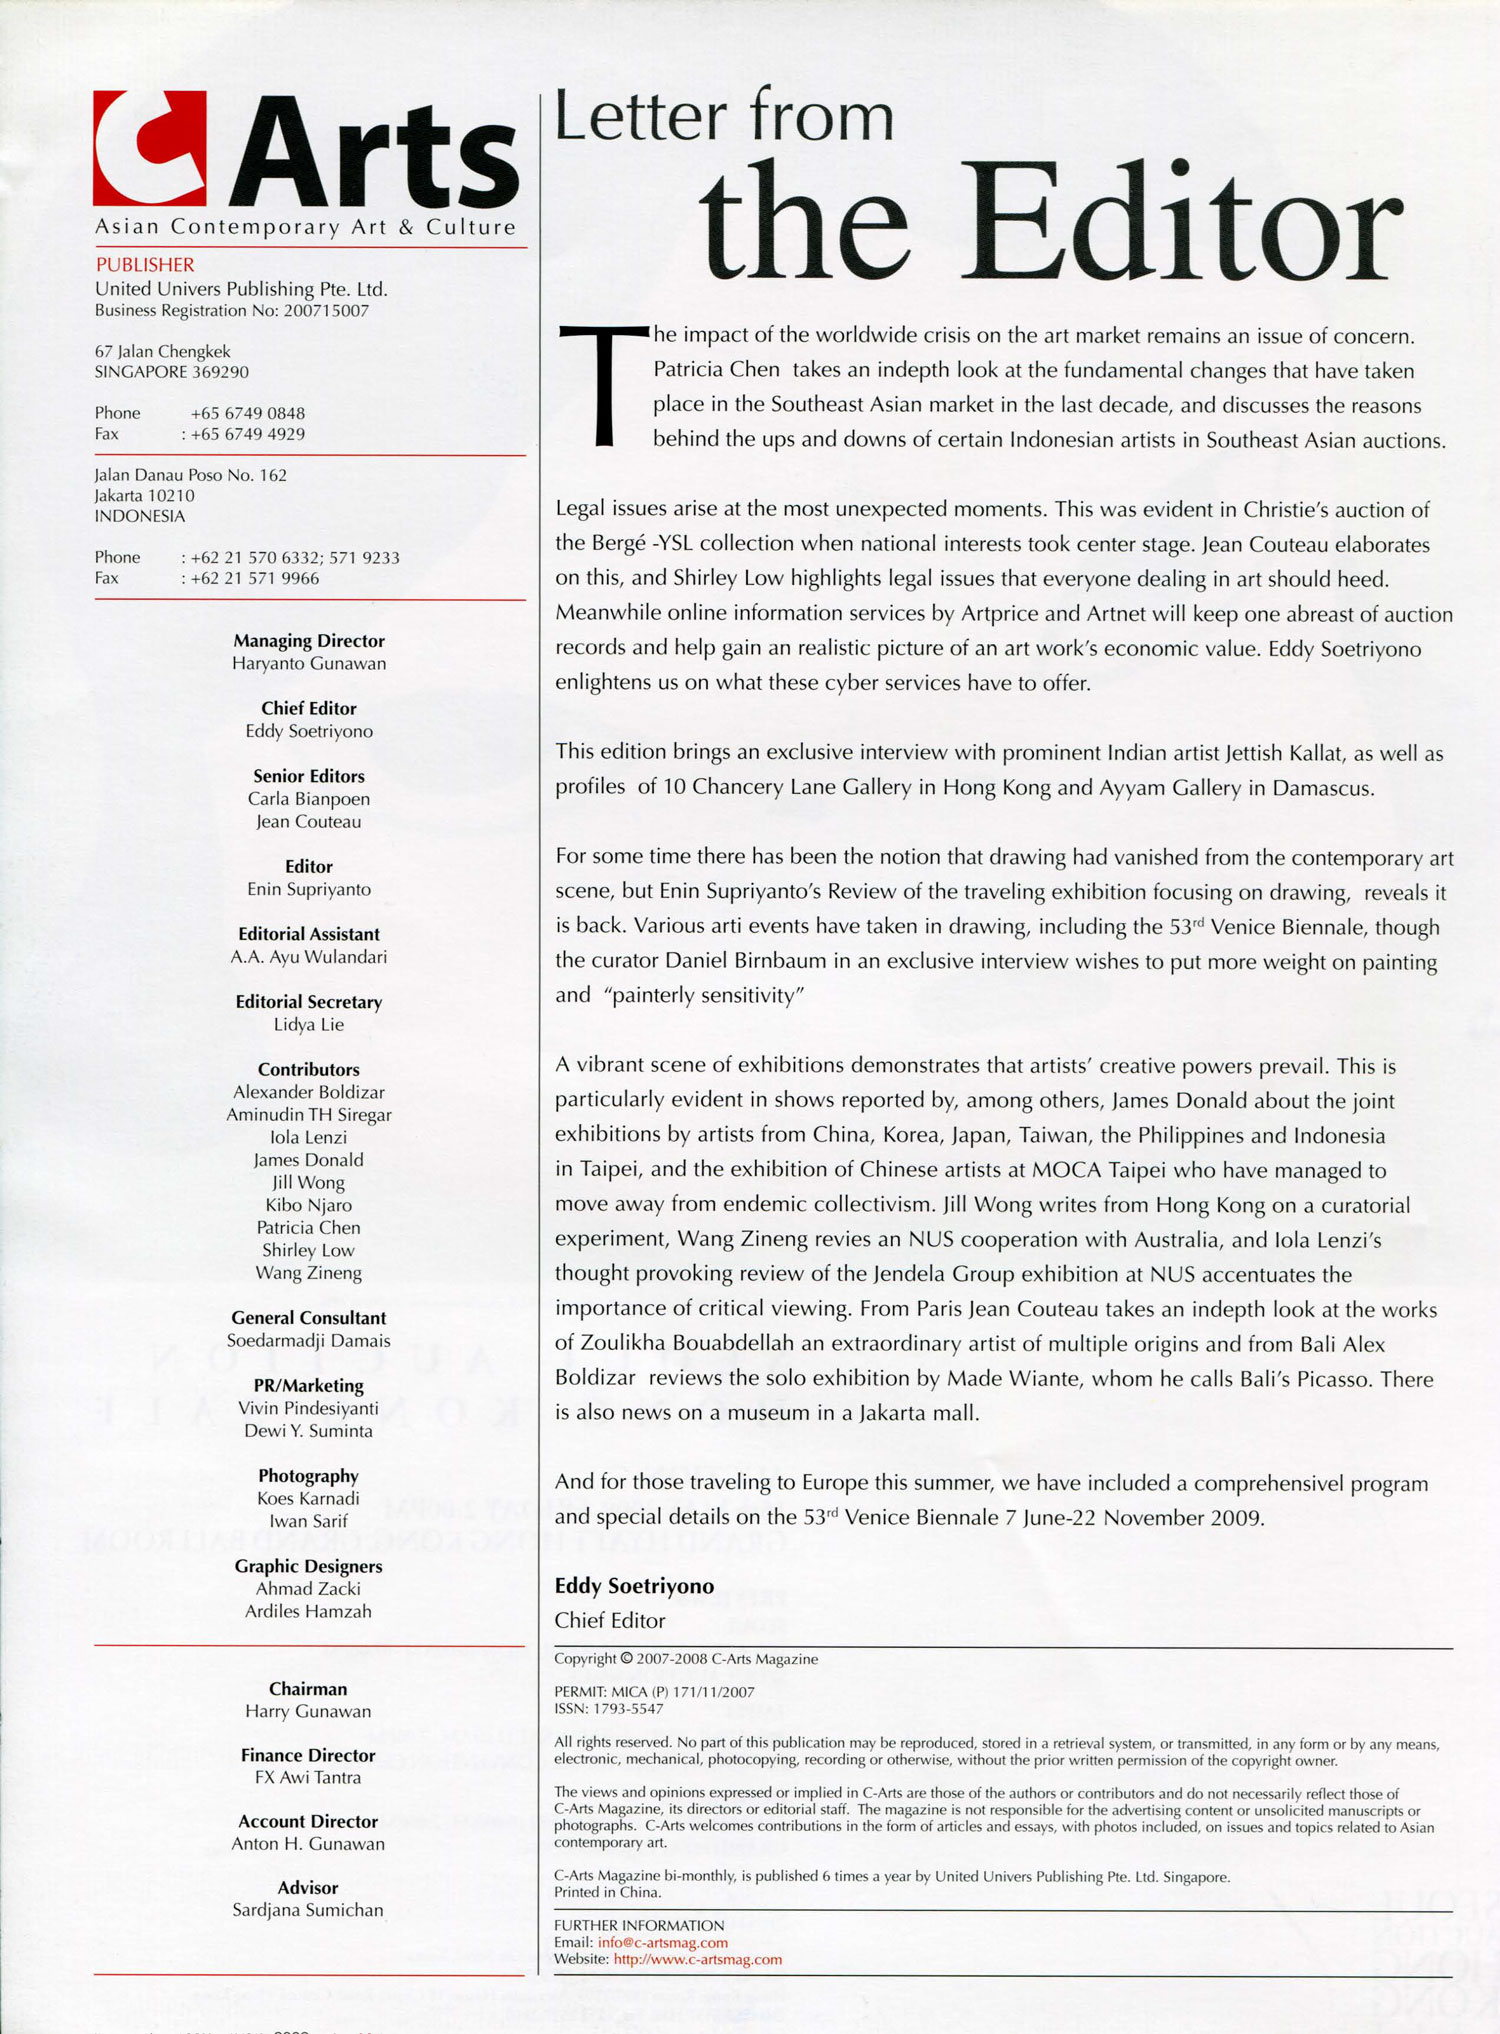 C Arts
Asian Contemporary Art & Culture
PUBLISHER
United Univers Publishing Pte. Ltd.
Business Registration No: 200715007
67 Jalan Chengkek
SINGAPORE 369290
Phone +65 6749 0848
Fax : +65 6749 4929
Jalan Danau Poso No. 162
Jakarta 10210
INDONESIA
Phone : +62 21 570 6332; 571 9233
Fax : +62 21 571 9966
Managing Director
Haryanto Gunawan
Chief Editor
Eddy Soetriyono
Senior Editors
Carla Bianpoen
Jean Couteau
Editor
Enin Supriyanto
Editorial Assistant
A.A. Ayu Wulandari
Editorial Secretary
Lidya Lie
Contributors
Alexander Boldizar
Aminudin TH Siregar
Iola Lenzi
James Donald
Jill Wong
Kibo Njaro
Patricia Chen
Shirley Low
Wang Zineng
General Consultant
Soedarmadji Damais
PR/Marketing
Vivin Pindesiyanti
Dewi Y. Suminta
Photography
Koes Karnadi
Iwan Sarif
Graphic Designers
Ahmad Zacki
Ardiles Hamzah
Chairman
Harry Gunawan
Finance Director
FX Awi Tantra
Account Director
Anton H. Gunawan
Advisor
Sardjana Sumichan
Letter from
the Editor
The impact of the worldwide crisis on the art market remains an issue of concern.
Patricia Chen takes an indepth look at the fundamental changes that have taken
place in the Southeast Asian market in the last decade, and discusses the reasons
behind the ups and downs of certain Indonesian artists in Southeast Asian auctions.
Legal issues arise at the most unexpected moments. This was evident in Christie's auction of
the Bergé -YSL collection when national interests took center stage. Jean Couteau elaborates
on this, and Shirley Low highlights legal issues that everyone dealing in art should heed.
Meanwhile online information services by Artprice and Artnet will keep one abreast of auction
records and help gain an realistic picture of an art work's economic value. Eddy Soetriyono
enlightens us on what these cyber services have to offer.
This edition brings an exclusive interview with prominent Indian artist Jettish Kallat, as well as
profiles of 10 Chancery Lane Gallery in Hong Kong and Ayyam Gallery in Damascus.
For some time there has been the notion that drawing had vanished from the contemporary art
scene, but Enin Supriyanto's Review of the traveling exhibition focusing on drawing, reveals it
is back. Various arti events have taken in drawing, including the 53rd Venice Biennale, though
the curator Daniel Birnbaum in an exclusive interview wishes to put more weight on painting
and "painterly sensitivity"
A vibrant scene of exhibitions demonstrates that artists' creative powers prevail. This is
particularly evident in shows reported by, among others, James Donald about the joint
exhibitions by artists from China, Korea, Japan, Taiwan, the Philippines and Indonesia
in Taipei, and the exhibition of Chinese artists at MOCA Taipei who have managed to
move away from endemic collectivism. Jill Wong writes from Hong Kong on a curatorial
experiment, Wang Zineng revies an NUS cooperation with Australia, and Iola Lenzi's
thought provoking review of the Jendela Group exhibition at NUS accentuates the
importance of critical viewing. From Paris Jean Couteau takes an indepth look at the works
of Zoulikha Bouabdellah an extraordinary artist of multiple origins and from Bali Alex
Boldizar reviews the solo exhibition by Made Wiante, whom he calls Bali's Picasso. There
is also news on a museum in a Jakarta mall.
And for those traveling to Europe this summer, we have included a comprehensivel program
and special details on the 53rd Venice Biennale 7 June-22 November 2009.
Eddy Soetriyono
Chief Editor
Copyright © 2007-2008 C-Arts Magazine
PERMIT: MICA (P) 171/11/2007
ISSN: 1793-5547
All rights reserved. No part of this publication may be reproduced, stored in a retrieval system, or transmitted, in any form or by any means,
electronic, mechanical, photocopying, recording or otherwise, without the prior written permission of the copyright owner.
The views and opinions expressed or implied in C-Arts are those of the authors or contributors and do not necessarily reflect those of
C-Arts Magazine, its directors or editorial staff. The magazine is not responsible for the advertising content or unsolicited manuscripts or
photographs. C-Arts welcomes contributions in the form of articles and essays, with photos included, on issues and topics related to Asian
contemporary art.
C-Arts Magazine bi-monthly, is published 6 times a year by United Univers Publishing Pte. Ltd. Singapore.
Printed in China.
FURTHER INFORMATION
Email: info@c-artsmag.com
Website: http://www.c-artsmag.com